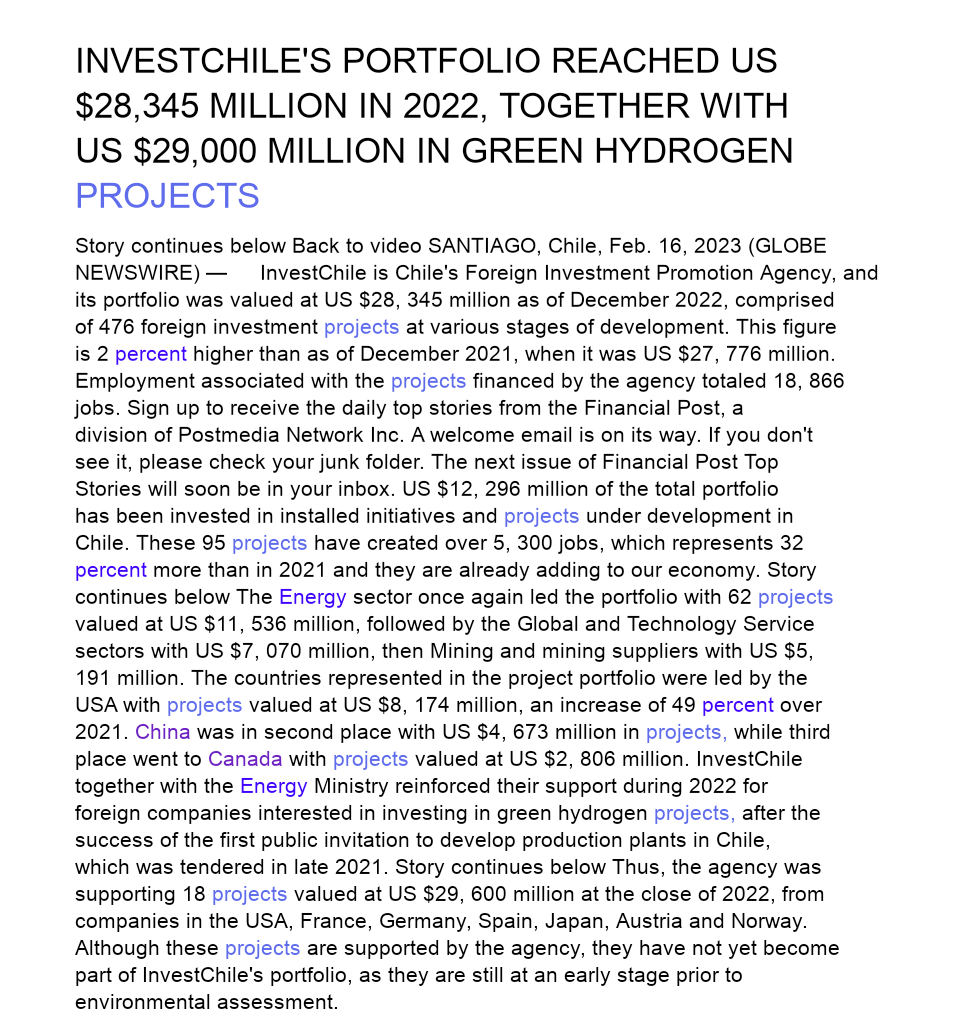 INVESTCHILE'S PORTFOLIO REACHED US
$28,345 MILLION IN 2022, TOGETHER WITH
US $29,000 MILLION IN GREEN HYDROGEN
PROJECTS
Story continues below Back to video SANTIAGO, Chile, Feb. 16, 2023 (GLOBE
NEWSWIRE) — InvestChile is Chile's Foreign Investment Promotion Agency, and
its portfolio was valued at US $28, 345 million as of December 2022, comprised
of 476 foreign investment projects at various stages of development. This figure
is 2 percent higher than as of December 2021, when it was US $27, 776 million.
Employment associated with the projects financed by the agency totaled 18, 866
jobs. Sign up to receive the daily top stories from the Financial Post, a
division of Postmedia Network Inc. A welcome email is on its way. If you don't
see it, please check your junk folder. The next issue of Financial Post Top
Stories will soon be in your inbox. US $12, 296 million of the total portfolio
has been invested in installed initiatives and projects under development in
Chile. These 95 projects have created over 5, 300 jobs, which represents 32
percent more than in 2021 and they are already adding to our economy. Story
continues below The Energy sector once again led the portfolio with 62 projects
valued at US $11, 536 million, followed by the Global and Technology Service
sectors with US $7, 070 million, then Mining and mining suppliers with US $5,
191 million. The countries represented in the project portfolio were led by the
USA with projects valued at US $8, 174 million, an increase of 49 percent over
2021. China was in second place with US $4, 673 million in projects, while third
place went to Canada with projects valued at US $2, 806 million. InvestChile
together with the Energy Ministry reinforced their support during 2022 for
foreign companies interested in investing in green hydrogen projects, after the
success of the first public invitation to develop production plants in Chile,
which was tendered in late 2021. Story continues below Thus, the agency was
supporting 18 projects valued at US $29, 600 million at the close of 2022, from
companies in the USA, France, Germany, Spain, Japan, Austria and Norway.
Although these projects are supported by the agency, they have not yet become
part of InvestChile's portfolio, as they are still at an early stage prior to
environmental assessment.